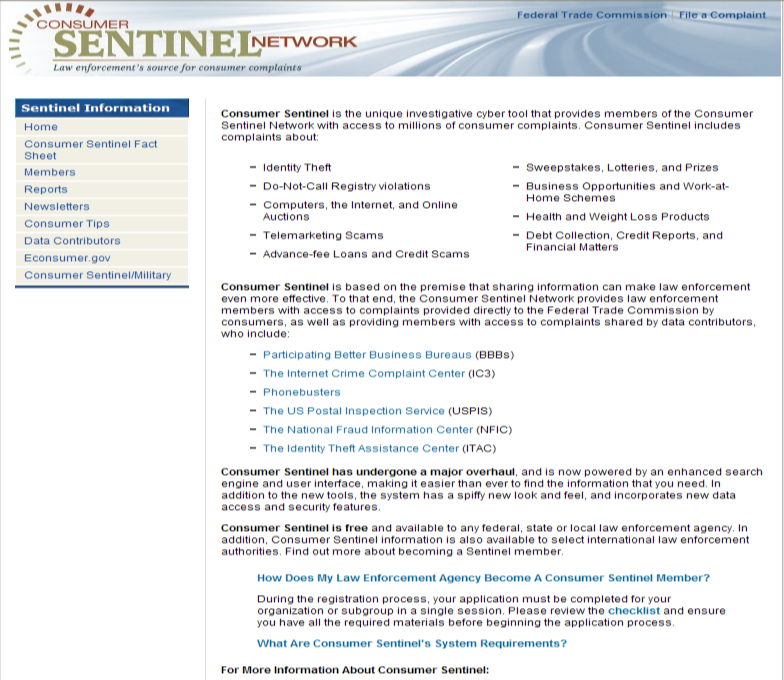 CONSUMER
SENTINEL NETWORK
Law enforcement's source for consumer complaints
Federal Trade Commission | File a Complaint
Sentinel Information
Home
Consumer Sentinel Fact
Sheet
Members
Reports
Newsletters
Consumer Tips
Data Contributors
Econsumer.gov
Consumer Sentinel/Military
Consumer Sentinel is the unique investigative cyber tool that provides members of the Consumer
Sentinel Network with access to millions of consumer complaints. Consumer Sentinel includes
complaints about:
– Identity Theft
– Do-Not-Call Registry violations
– Computers, the Internet, and Online
Auctions
– Telemarketing Scams
– Advance-fee Loans and Credit Scams
– Sweepstakes, Lotteries, and Prizes
– Business Opportunities and Work-at-
Home Schemes
– Health and Weight Loss Products
– Debt Collection, Credit Reports, and
Financial Matters
Consumer Sentinel is based on the premise that sharing information can make law enforcement
even more effective. To that end, the Consumer Sentinel Network provides law enforcement
members with access to complaints provided directly to the Federal Trade Commission by
consumers, as well as providing members with access to complaints shared by data contributors,
who include:
– Participating Better Business Bureaus (BBBs)
– The Internet Crime Complaint Center (IC3)
– Phonebusters
– The US Postal Inspection Service (USPIS)
– The National Fraud Information Center (NFIC)
– The Identity Theft Assistance Center (ITAC)
Consumer Sentinel has undergone a major overhaul, and is now powered by an enhanced search
engine and user interface, making it easier than ever to find the information that you need. In
addition to the new tools, the system has a spiffy new look and feel, and incorporates new data
access and security features.
Consumer Sentinel is free and available to any federal, state or local law enforcement agency. In
addition, Consumer Sentinel information is also available to select international law enforcement
authorities. Find out more about becoming a Sentinel member.
How Does My Law Enforcement Agency Become A Consumer Sentinel Member?
During the registration process, your application must be completed for your
organization or subgroup in a single session. Please review the checklist and ensure
you have all the required materials before beginning the application process.
What Are Consumer Sentinel's System Requirements?
For More Information About Consumer Sentinel: